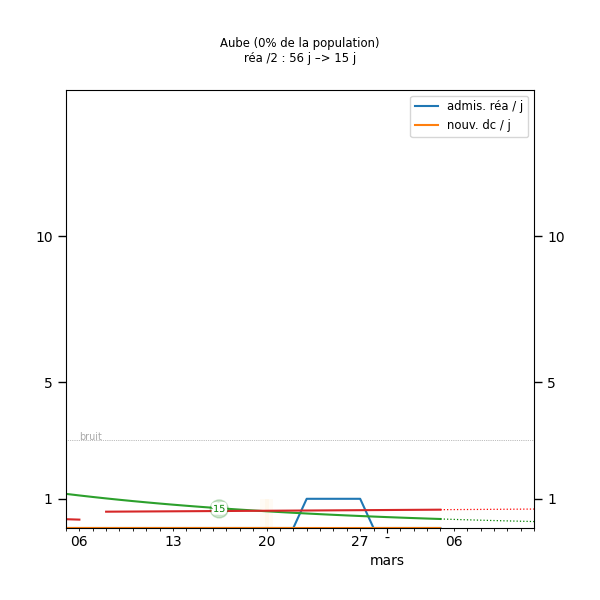 Aube (0% de la population)
réa /2 : 56 j –> 15 j
admis. réa / j
nouv. dc / j
10 10
5 5
bruit
1 15 1
06 13 20 27 - 06
mars